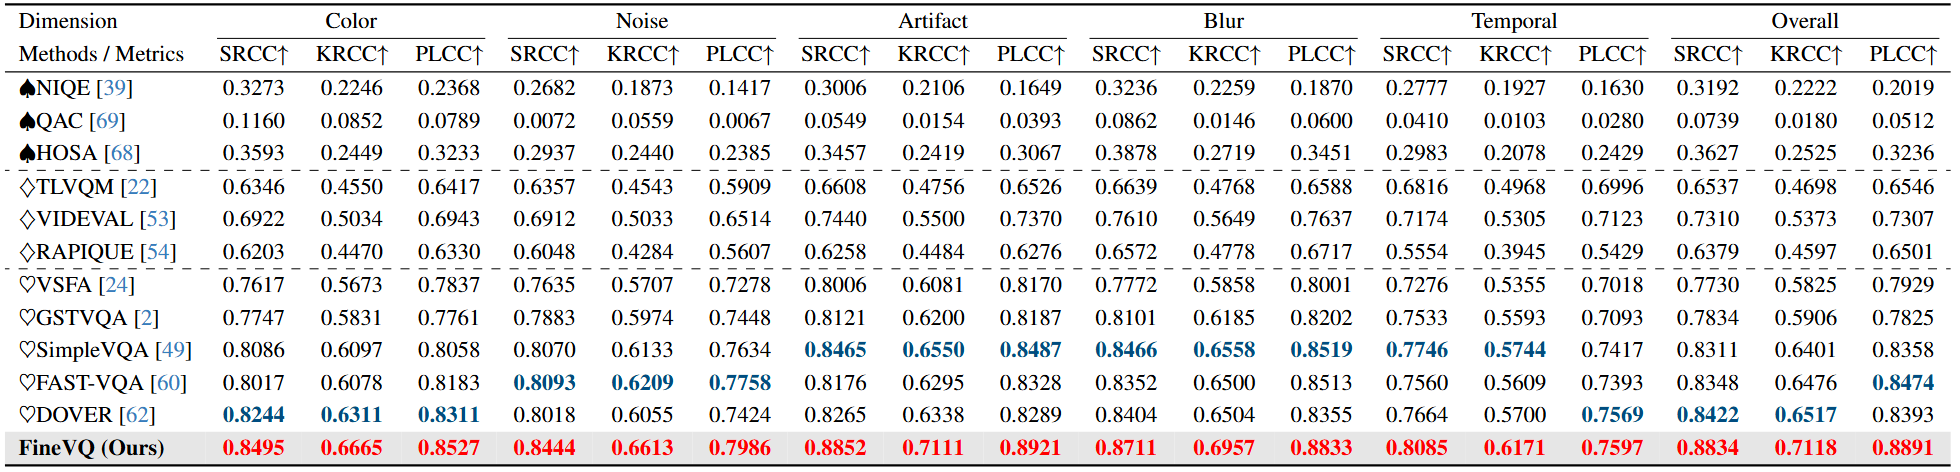 Dimension Color Noise Artifact Blur Temporal Overall
Methods / Metrics SRCC↑ KRCC↑ PLCC↑ SRCC↑ KRCC↑ PLCC↑ SRCC↑ KRCC↑ PLCC↑ SRCC↑ KRCC↑ PLCC↑ SRCC↑ KRCC↑ PLCC↑ SRCC↑ KRCC↑ PLCC↑
♠NIQE [39] 0.3273 0.2246 0.2368 0.2682 0.1873 0.1417 0.3006 0.2106 0.1649 0.3236 0.2259 0.1870 0.2777 0.1927 0.1630 0.3192 0.2222 0.2019
♠QAC [69] 0.1160 0.0852 0.0789 0.0072 0.0559 0.0067 0.0549 0.0154 0.0393 0.0862 0.0146 0.0600 0.0410 0.0103 0.0280 0.0739 0.0180 0.0512
♠HOSA [68] 0.3593 0.2449 0.3233 0.2937 0.2440 0.2385 0.3457 0.2419 0.3067 0.3878 0.2719 0.3451 0.2983 0.2078 0.2429 0.3627 0.2525 0.3236
♢TLVQM [22] 0.6346 0.4550 0.6417 0.6357 0.4543 0.5909 0.6608 0.4756 0.6526 0.6639 0.4768 0.6588 0.6816 0.4968 0.6996 0.6537 0.4698 0.6546
♢VIDEVAL [53] 0.6922 0.5034 0.6943 0.6912 0.5033 0.6514 0.7440 0.5500 0.7370 0.7610 0.5649 0.7637 0.7174 0.5305 0.7123 0.7310 0.5373 0.7307
♢RAPIQUE [54] 0.6203 0.4470 0.6330 0.6048 0.4284 0.5607 0.6258 0.4484 0.6276 0.6572 0.4778 0.6717 0.5554 0.3945 0.5429 0.6379 0.4597 0.6501
♡VSFA [24] 0.7617 0.5673 0.7837 0.7635 0.5707 0.7278 0.8006 0.6081 0.8170 0.7772 0.5858 0.8001 0.7276 0.5355 0.7018 0.7730 0.5825 0.7929
♡GSTVQA [2] 0.7747 0.5831 0.7761 0.7883 0.5974 0.7448 0.8121 0.6200 0.8187 0.8101 0.6185 0.8202 0.7533 0.5593 0.7093 0.7834 0.5906 0.7825
♡SimpleVQA [49] 0.8086 0.6097 0.8058 0.8070 0.6133 0.7634 0.8465 0.6550 0.8487 0.8466 0.6558 0.8519 0.7746 0.5744 0.7417 0.8311 0.6401 0.8358
♡FAST-VQA [60] 0.8017 0.6078 0.8183 0.8093 0.6209 0.7758 0.8176 0.6295 0.8328 0.8352 0.6500 0.8513 0.7560 0.5609 0.7393 0.8348 0.6476 0.8474
♡DOVER [62] 0.8244 0.6311 0.8311 0.8018 0.6055 0.7424 0.8265 0.6338 0.8289 0.8404 0.6504 0.8355 0.7664 0.5700 0.7569 0.8422 0.6517 0.8393
FineVQ (Ours) 0.8495 0.6665 0.8527 0.8444 0.6613 0.7986 0.8852 0.7111 0.8921 0.8711 0.6957 0.8833 0.8085 0.6171 0.7597 0.8834 0.7118 0.8891